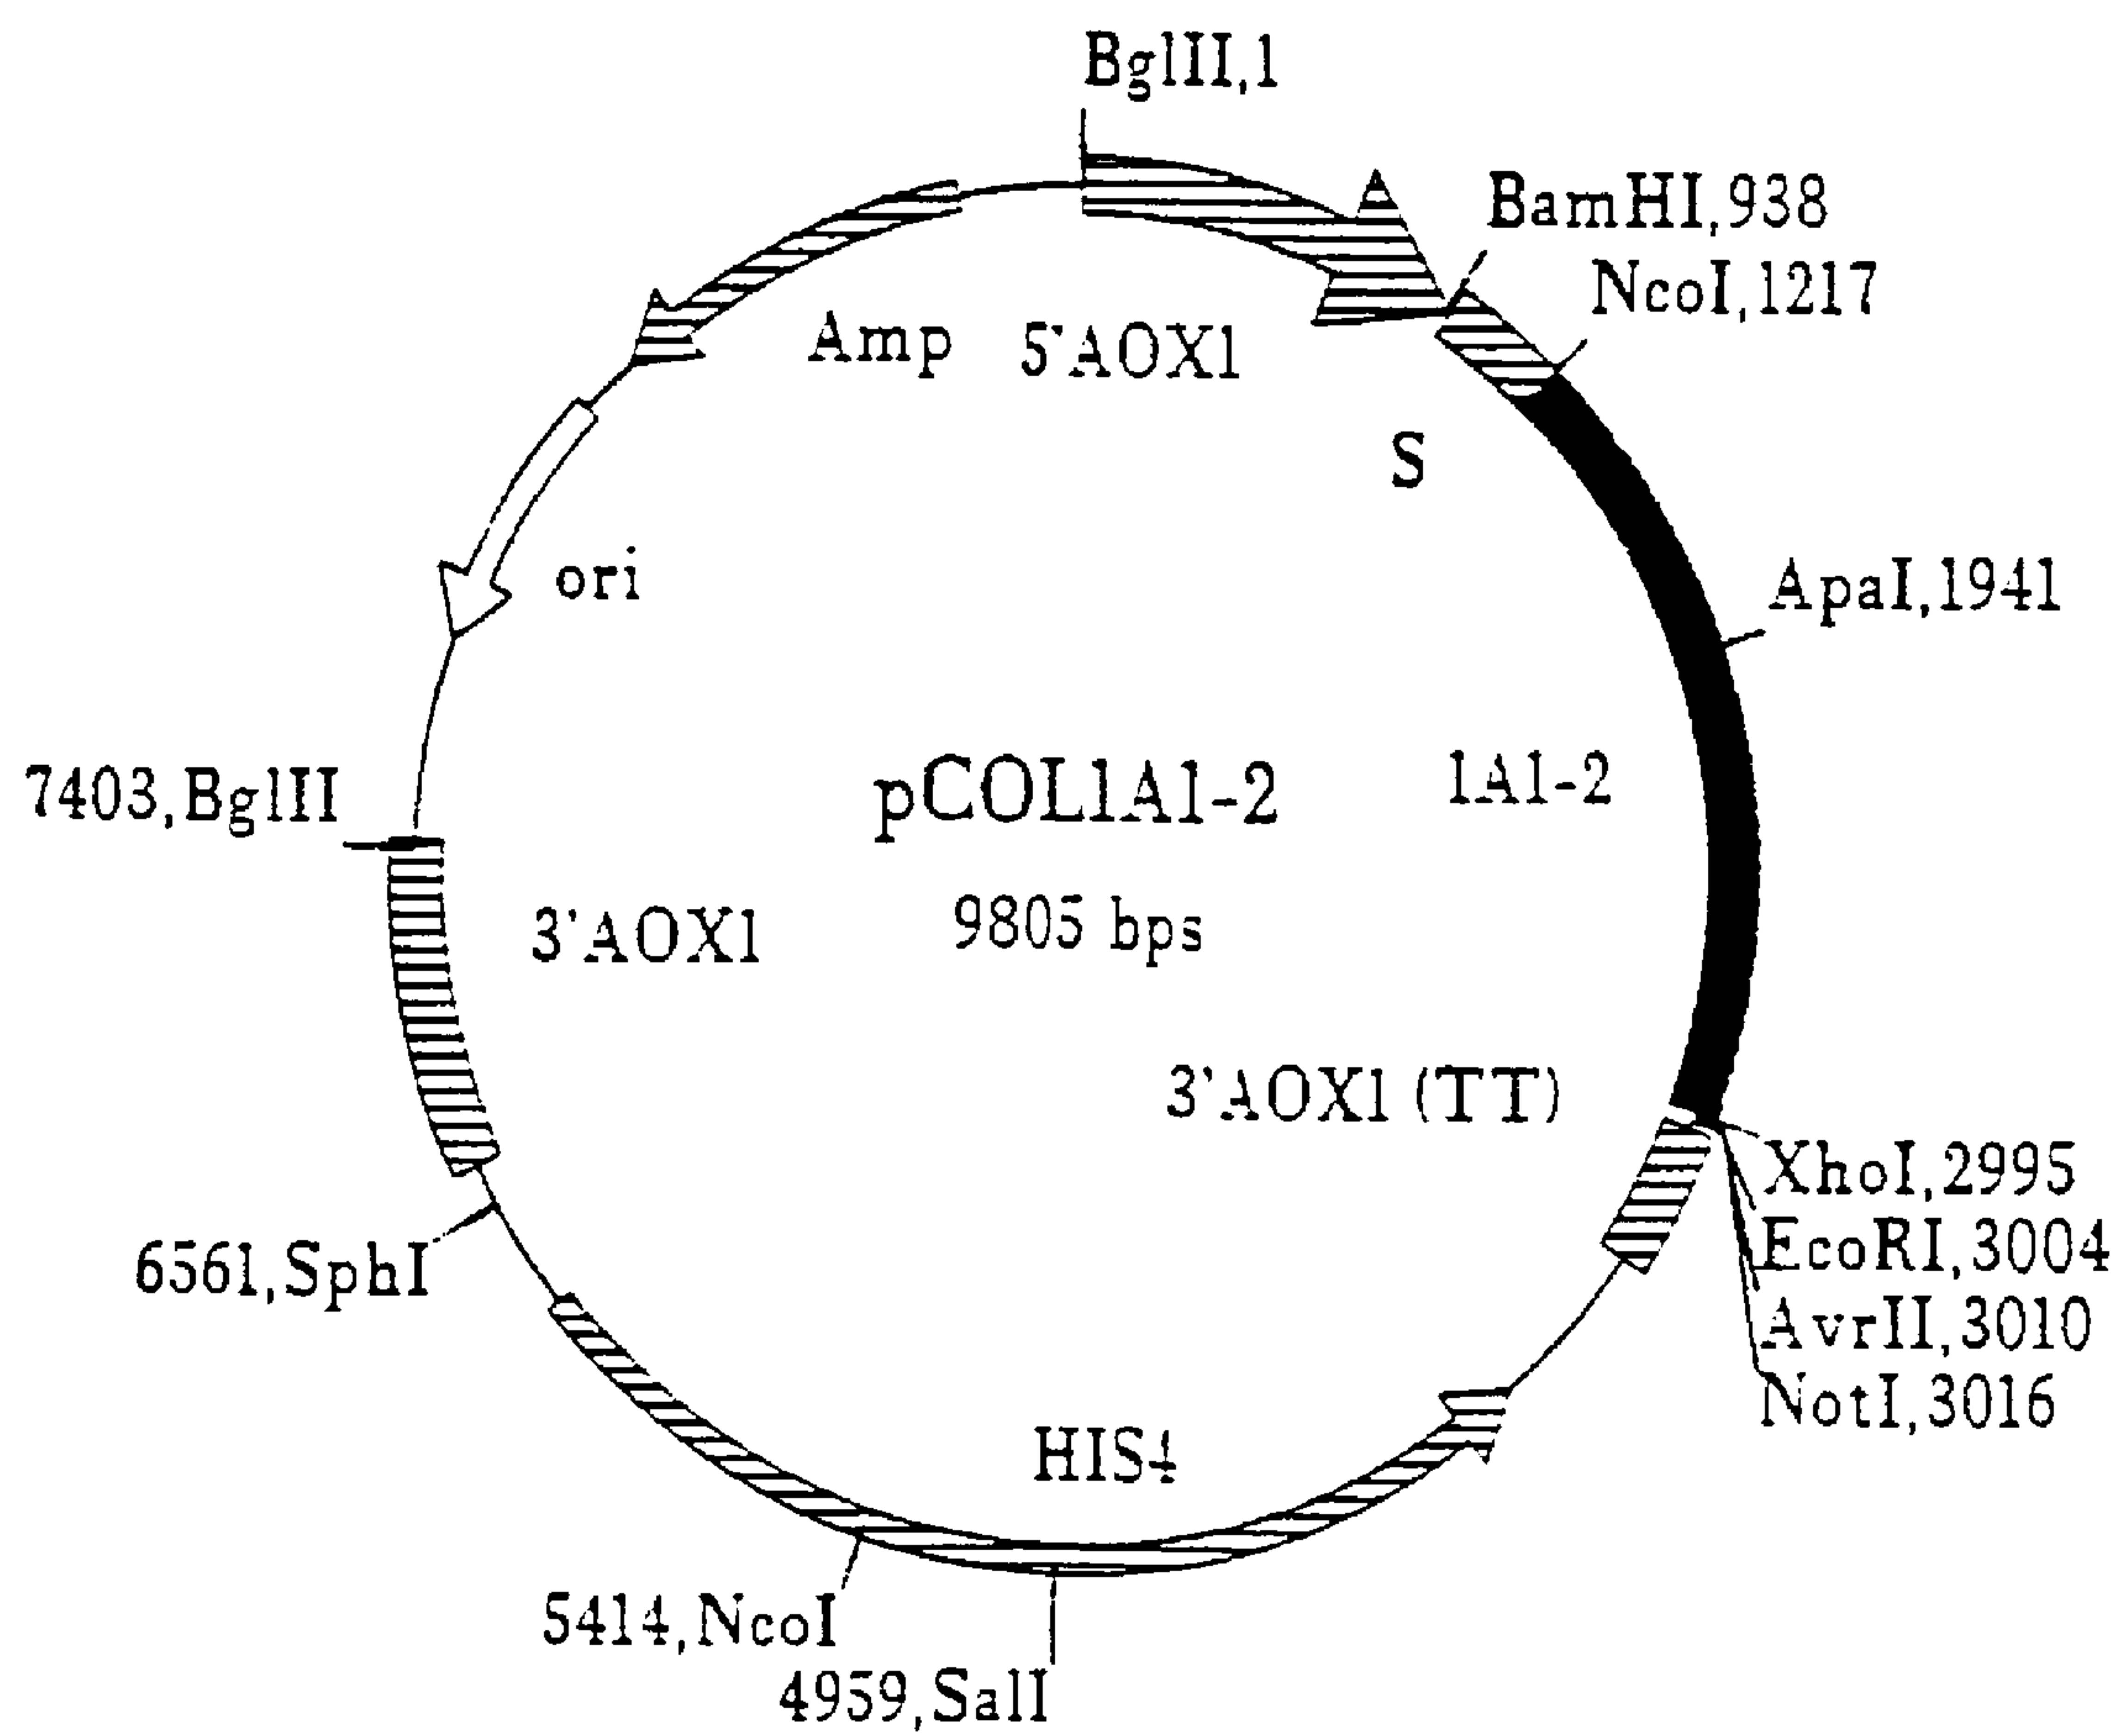 BglII,1
BamHI,938
NcoI,1217
Amp
5'AOX1
S
ori
ApaI,1941
7403,BglII
pCOL1A1-2
1A1-2
3'AOX1
9805 bps
3'AOX1 (TT)
XhoI,2995
EcoRI,3004
AvrII,3010
NotI,3016
6561,SphI
HIS4
5414,NcoI
4959,SalI